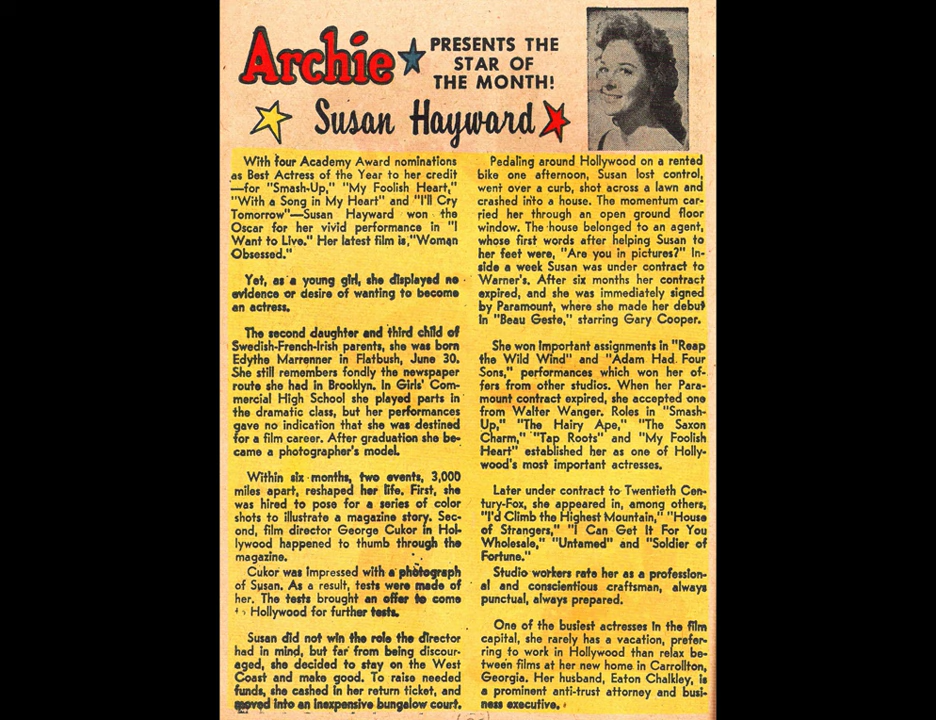 Archie PRESENTS THE
STAR OF
THE MONTH!
Susan Hayward
With four Academy Award nominations
as Best Actress of the Year to her credit
—for "Smash-Up," "My Foolish Heart,"
"With a Song in My Heart" and "I'll Cry
Tomorrow"—Susan Hayward won the
Oscar for her vivid performance in "I
Want to Live." Her latest film is,"Woman
Obsessed."
Yet, as a young girl, she displayed no
evidence or desire of wanting to become
an actress.
The second daughter and third child of
Swedish-French-Irish parents, she was born
Edythe Marrenner in Flatbush, June 30.
She still remembers fondly the newspaper
route she had in Brooklyn. In Girls' Com-
mercial High School she played parts in
the dramatic class, but her performances
gave no indication that she was destined
for a film career. After graduation she be-
came a photographer's model.
Within six months, two events, 3,000
miles apart, reshaped her life. First, she
was hired to pose for a series of color
shots to illustrate a magazine story. Sec-
ond, film director George Cukor in Hol-
lywood happened to thumb through the
magazine.
Cukor was impressed with a photograph
of Susan. As a result, tests were made of
her. The tests brought an offer to come
Hollywood for further tests.
Susan did not win the role the director
had in mind, but far from being discour-
aged, she decided to stay on the West
Coast and make good. To raise needed
funds, she cashed in her return ticket, and
moved into an inexpensive bungalow court.
Pedaling around Hollywood on a rented
bike one afternoon, Susan lost control,
went over a curb, shot across a lawn and
crashed into a house. The momentum car-
ried her through an open ground floor
window. The house belonged to an agent,
whose first words after helping Susan to
her feet were, "Are you in pictures?" In-
side a week Susan was under contract to
Warner's. After six months her contract
expired, and she was immediately signed
by Paramount, where she made her debut
in "Beau Geste," starring Gary Cooper.
She won important assignments in "Reap
the Wild Wind" and "Adam Had Four
Sons," performances which won her of-
fers from other studios. When her Para-
mount contract expired, she accepted one
from Walter Wanger. Roles in "Smash-
Up," "The Hairy Ape," "The Saxon
Charm," "Tap Roots" and "My Foolish
Heart" established her as one of Holly-
wood's most important actresses.
Later under contract to Twentieth Cen-
tury-Fox, she appeared in, among others,
"I'd Climb the Highest Mountain," "House
of Strangers," "I Can Get It For You
Wholesale," "Untamed" and "Soldier of
Fortune."
Studio workers rate her as a profession-
al and conscientious craftsman, always
punctual, always prepared.
One of the busiest actresses in the film
capital, she rarely has a vacation, prefer-
ring to work in Hollywood than relax be-
tween films at her new home in Carrollton,
Georgia. Her husband, Eaton Chalkley, is
a prominent anti-trust attorney and busi-
ness executive.